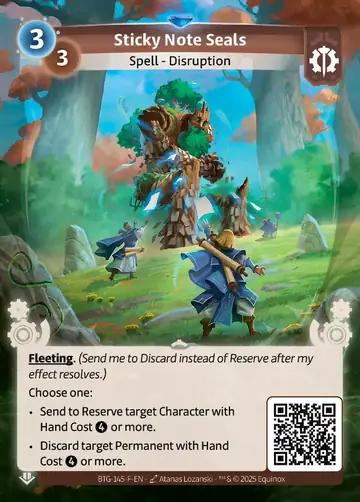 3
Sticky Note Seals
3
Spell - Disruption
Fleeting. (Send me to Discard instead of Reserve after my
effect resolves.)
Choose one:
• Send to Reserve target Character with
Hand Cost 4 or more.
• Discard target Permanent with Hand
Cost 4 or more.
BTG-145-F-EN - Atanas Lozanski - ™ & © 2025 Equinox